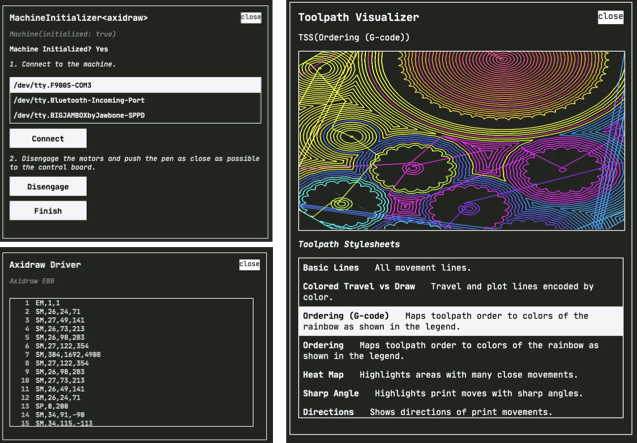 MachineInitializer<axidraw>
close
Machine(initialized: true)
Machine Initialized? Yes
1. Connect to the machine.
/dev/tty.F900S-COM3
/dev/tty.Bluetooth-Incoming-Port
/dev/tty.BIGJAMBOXbyJawbone-SPPD
Connect
2. Disengage the motors and push the pen as close as possible
to the control board.
Disengage
Finish
Axidraw Driver
close
Axidraw EBB
1 EM,1,1
2 SM,26,24,71
3 SM,27,49,141
4 SM,26,73,213
5 SM,26,98,283
6 SM,27,122,354
7 SM,384,1692,4908
8 SM,27,122,354
9 SM,26,98,283
10 SM,27,73,213
11 SM,26,49,141
12 SM,26,24,71
13 SP,0,200
14 SM,34,91,-90
15 SM,34,115,-113
Toolpath Visualizer
close
TSS(Ordering (G-code))
Toolpath Stylesheets
Basic Lines All movement lines.
Colored Travel vs Draw Travel and plot lines encoded by
color.
Ordering (G-code) Maps toolpath order to colors of the
rainbow as shown in the legend.
Ordering Maps toolpath order to colors of the rainbow as
shown in the legend.
Heat Map Highlights areas with many close movements.
Sharp Angle Highlights print moves with sharp angles.
Directions Shows directions of print movements.